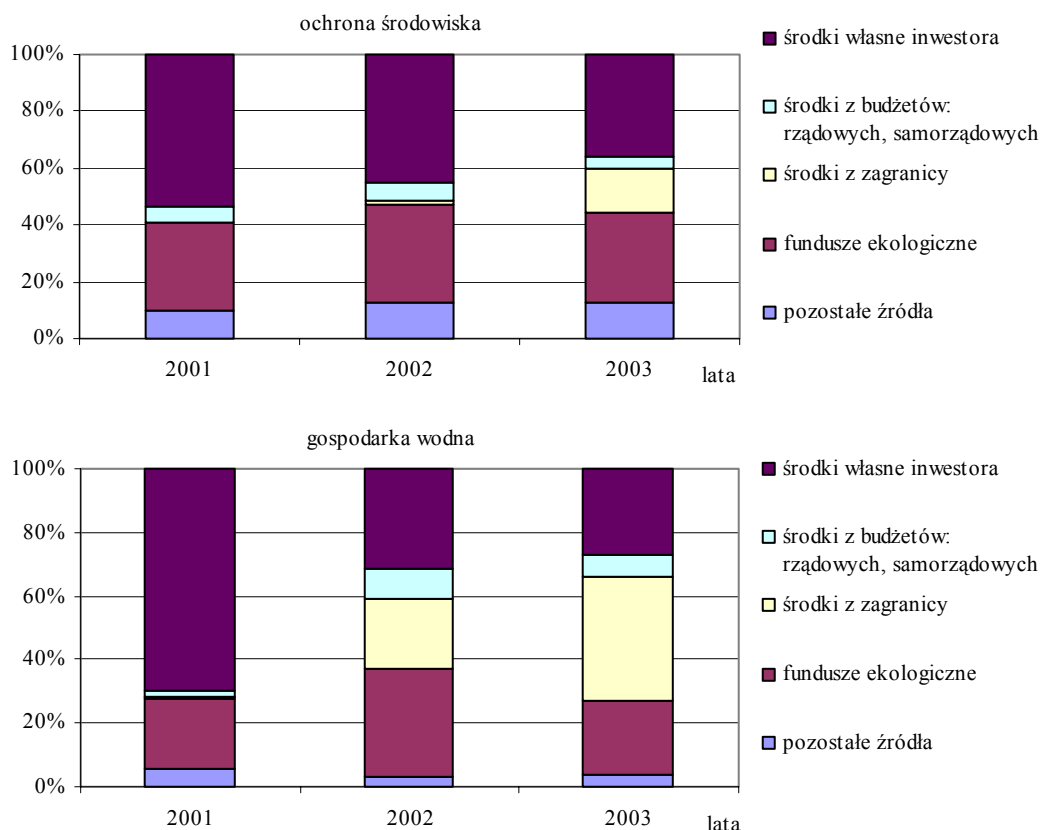 ochrona środowiska
100%
80%
60%
40%
20%
0%
2001
2002
2003
lata
środki własne inwestora
środki z budżetów:
rządowych, samorządowych
środki z zagranicy
fundusze ekologiczne
pozostałe źródła
gospodarka wodna
100%
80%
60%
40%
20%
0%
2001
2002
2003
lata
środki własne inwestora
środki z budżetów:
rządowych, samorządowych
środki z zagranicy
fundusze ekologiczne
pozostałe źródła